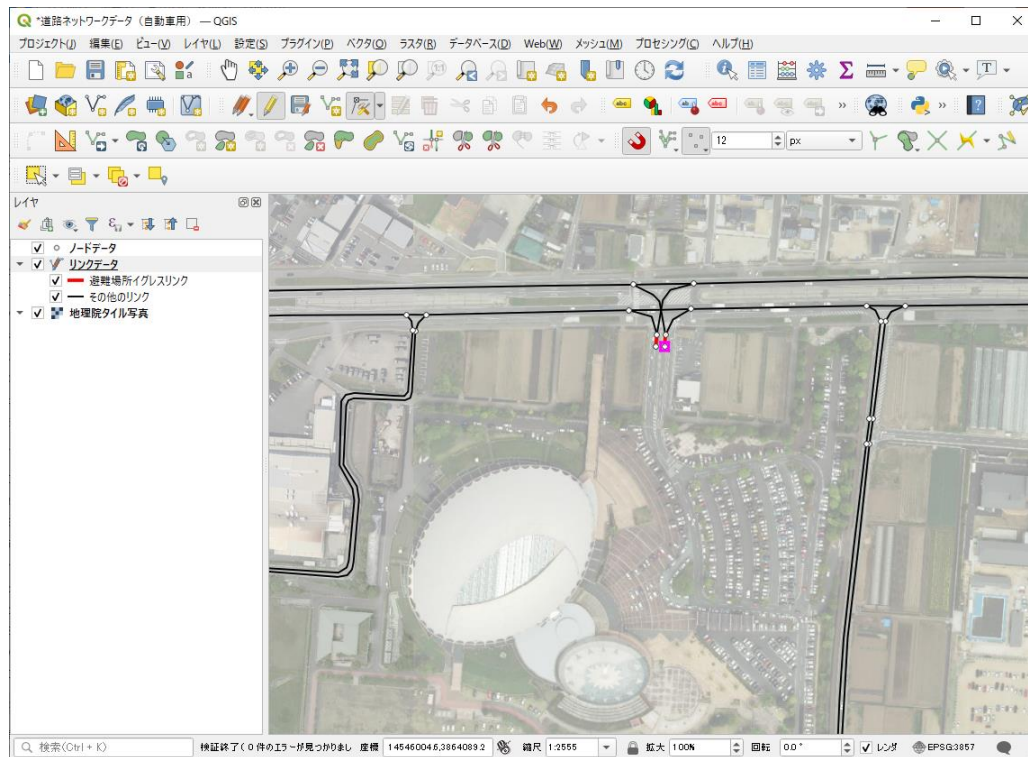 *道路ネットワークデータ（自動車用） — QGIS
プロジェクト(J) 編集(E) ビュー(V) レイヤ(L) 設定(S) プラグイン(P) ベクタ(O) ラスタ(R) データベース(D) Web(W) メッシュ(M) プロセシング(C) ヘルプ(H)
12 px
レイヤ
ノードデータ
リンクデータ
避難場所イグレスリンク
その他のリンク
地理院タイル写真
検索(Ctrl + K) 検証終了(0 件のエラーが見つかりまし 座標 14546004.6,3864089.2 縮尺 1:2555 拡大 100% 回転 0.0 ° レンダ EPSG:3857